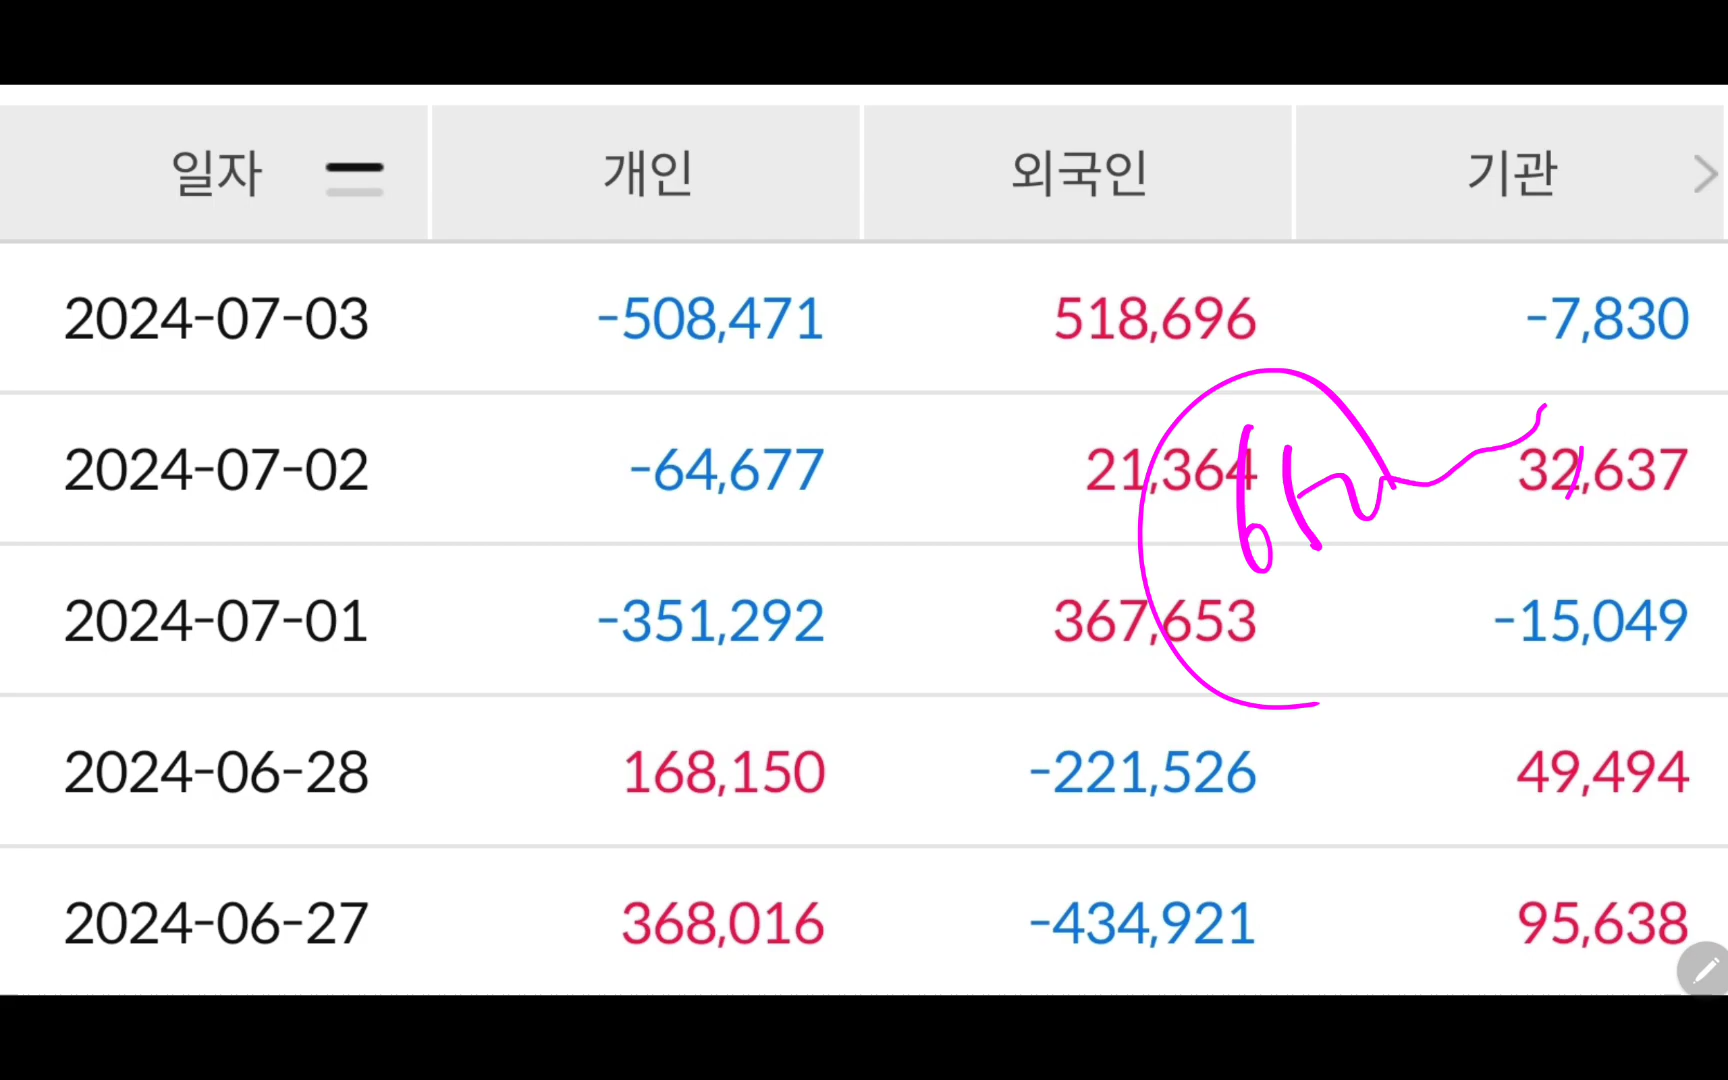 일자 개인 외국인 기관
2024-07-03 -508,471 518,696 -7,830
2024-07-02 -64,677 21,364 32,637
2024-07-01 -351,292 367,653 -15,049
2024-06-28 168,150 -221,526 49,494
2024-06-27 368,016 -434,921 95,638